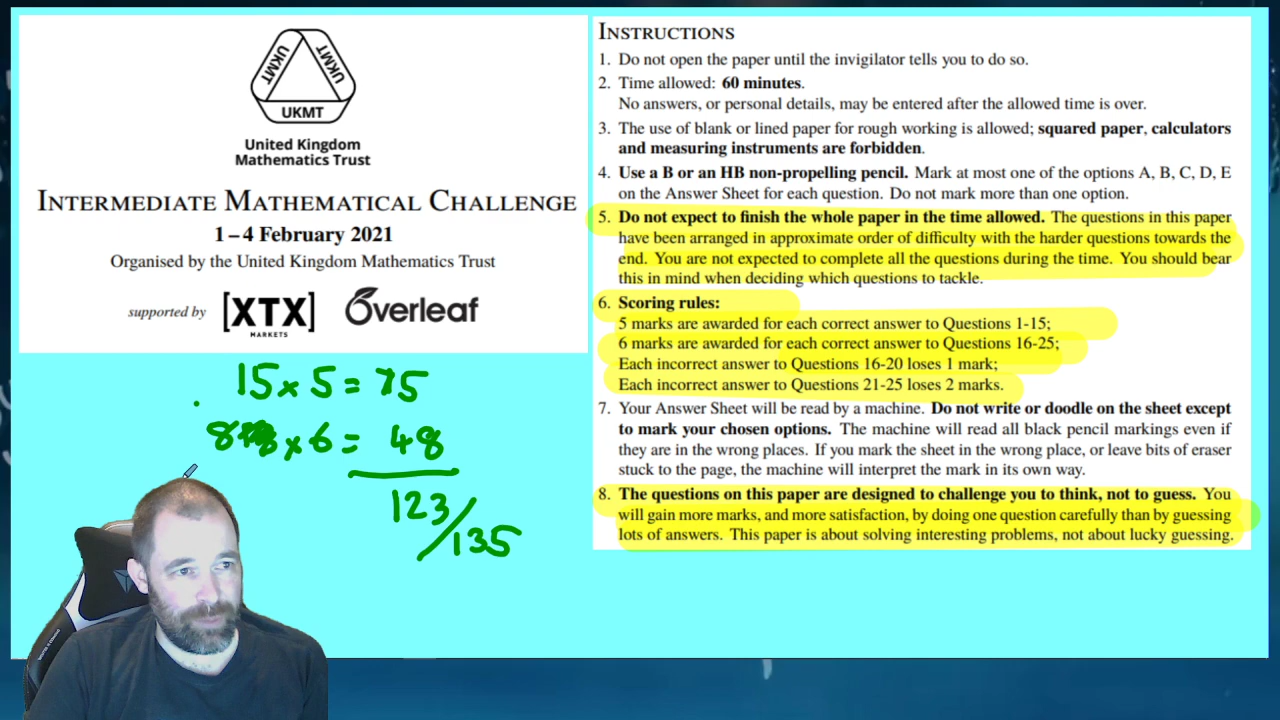 UKMT
UKMT
UKMT
United Kingdom
Mathematics Trust
INTERMEDIATE MATHEMATICAL CHALLENGE
1 – 4 February 2021
Organised by the United Kingdom Mathematics Trust
supported by [XTX] Overleaf
MARKETS
15 x 5 = 75
8 x 6 = 48
123/135
INSTRUCTIONS
1. Do not open the paper until the invigilator tells you to do so.
2. Time allowed: 60 minutes.
No answers, or personal details, may be entered after the allowed time is over.
3. The use of blank or lined paper for rough working is allowed; squared paper, calculators
and measuring instruments are forbidden.
4. Use a B or an HB non-propelling pencil. Mark at most one of the options A, B, C, D, E
on the Answer Sheet for each question. Do not mark more than one option.
5. Do not expect to finish the whole paper in the time allowed. The questions in this paper
have been arranged in approximate order of difficulty with the harder questions towards the
end. You are not expected to complete all the questions during the time. You should bear
this in mind when deciding which questions to tackle.
6. Scoring rules:
5 marks are awarded for each correct answer to Questions 1-15;
6 marks are awarded for each correct answer to Questions 16-25;
Each incorrect answer to Questions 16-20 loses 1 mark;
Each incorrect answer to Questions 21-25 loses 2 marks.
7. Your Answer Sheet will be read by a machine. Do not write or doodle on the sheet except
to mark your chosen options. The machine will read all black pencil markings even if
they are in the wrong places. If you mark the sheet in the wrong place, or leave bits of eraser
stuck to the page, the machine will interpret the mark in its own way.
8. The questions on this paper are designed to challenge you to think, not to guess. You
will gain more marks, and more satisfaction, by doing one question carefully than by guessing
lots of answers. This paper is about solving interesting problems, not about lucky guessing.